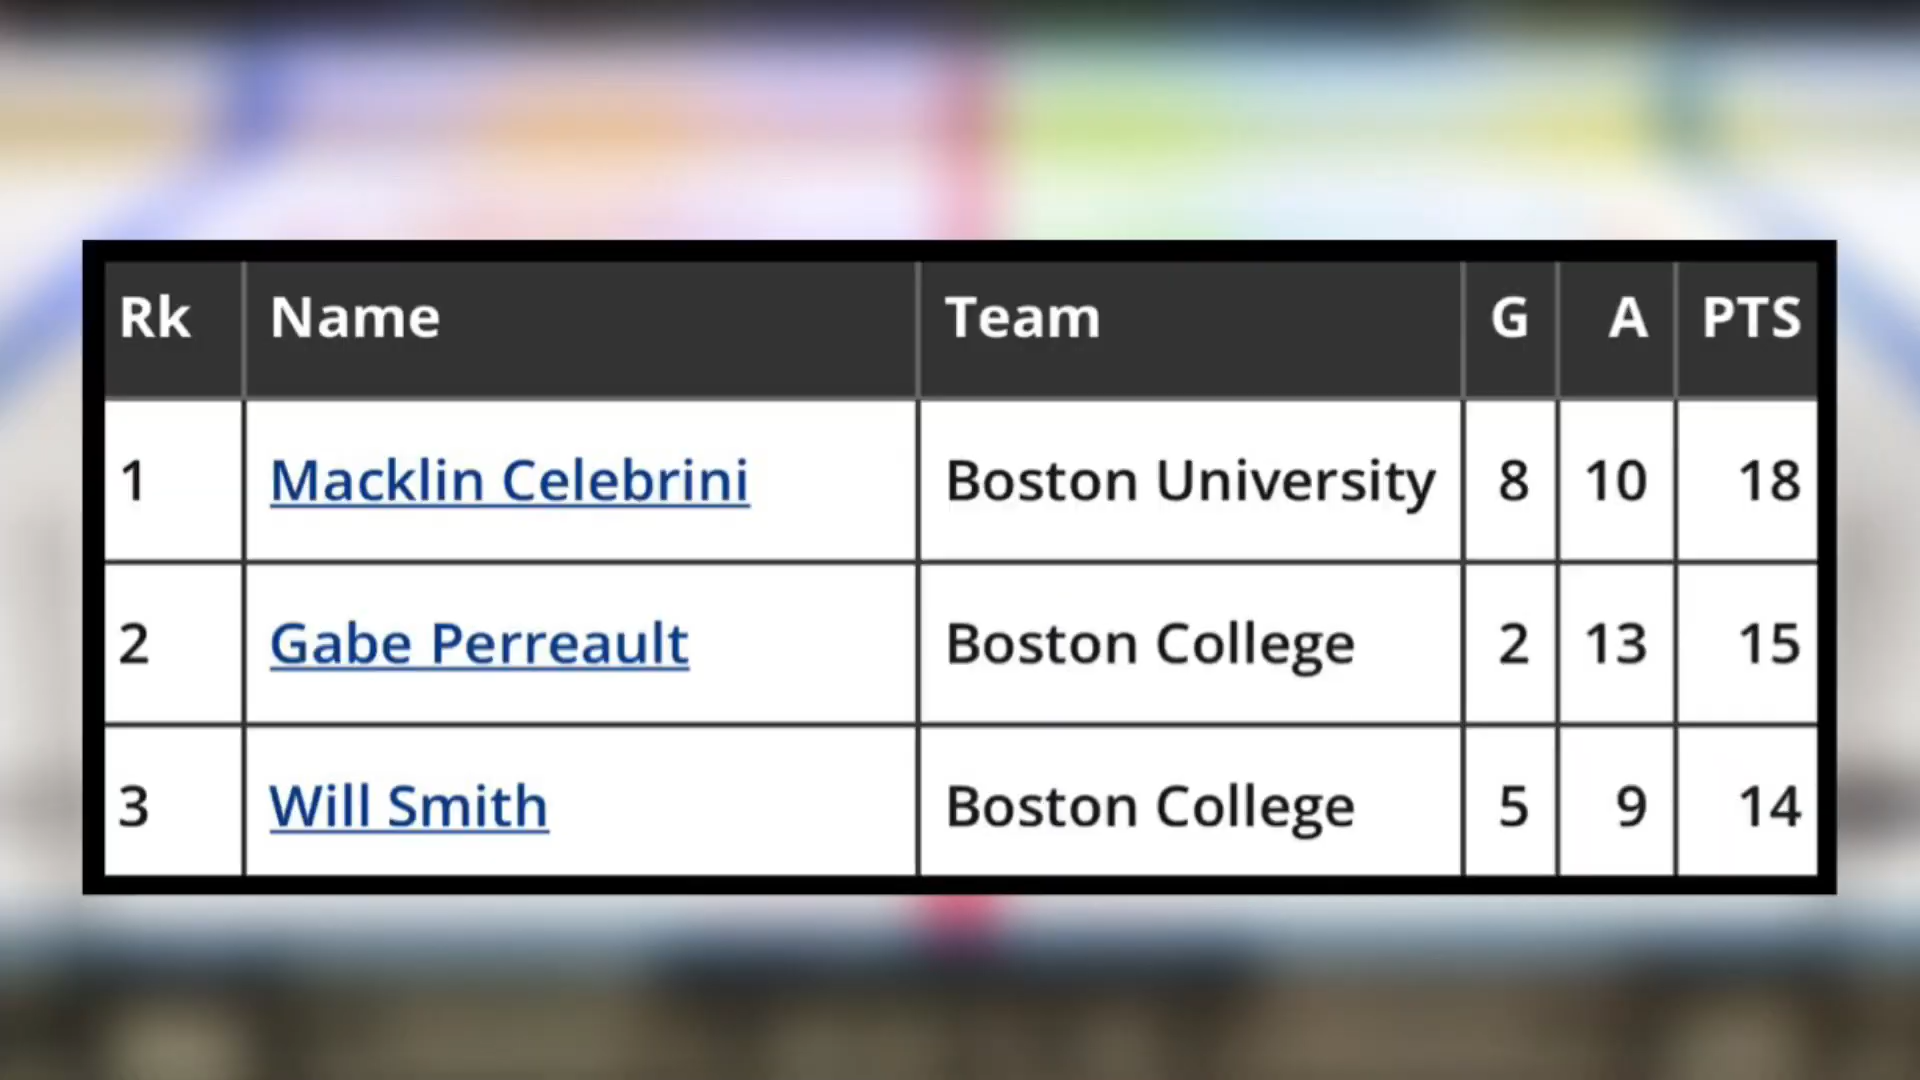 Rk Name Team G A PTS
1 Macklin Celebrini Boston University 8 10 18
2 Gabe Perreault Boston College 2 13 15
3 Will Smith Boston College 5 9 14